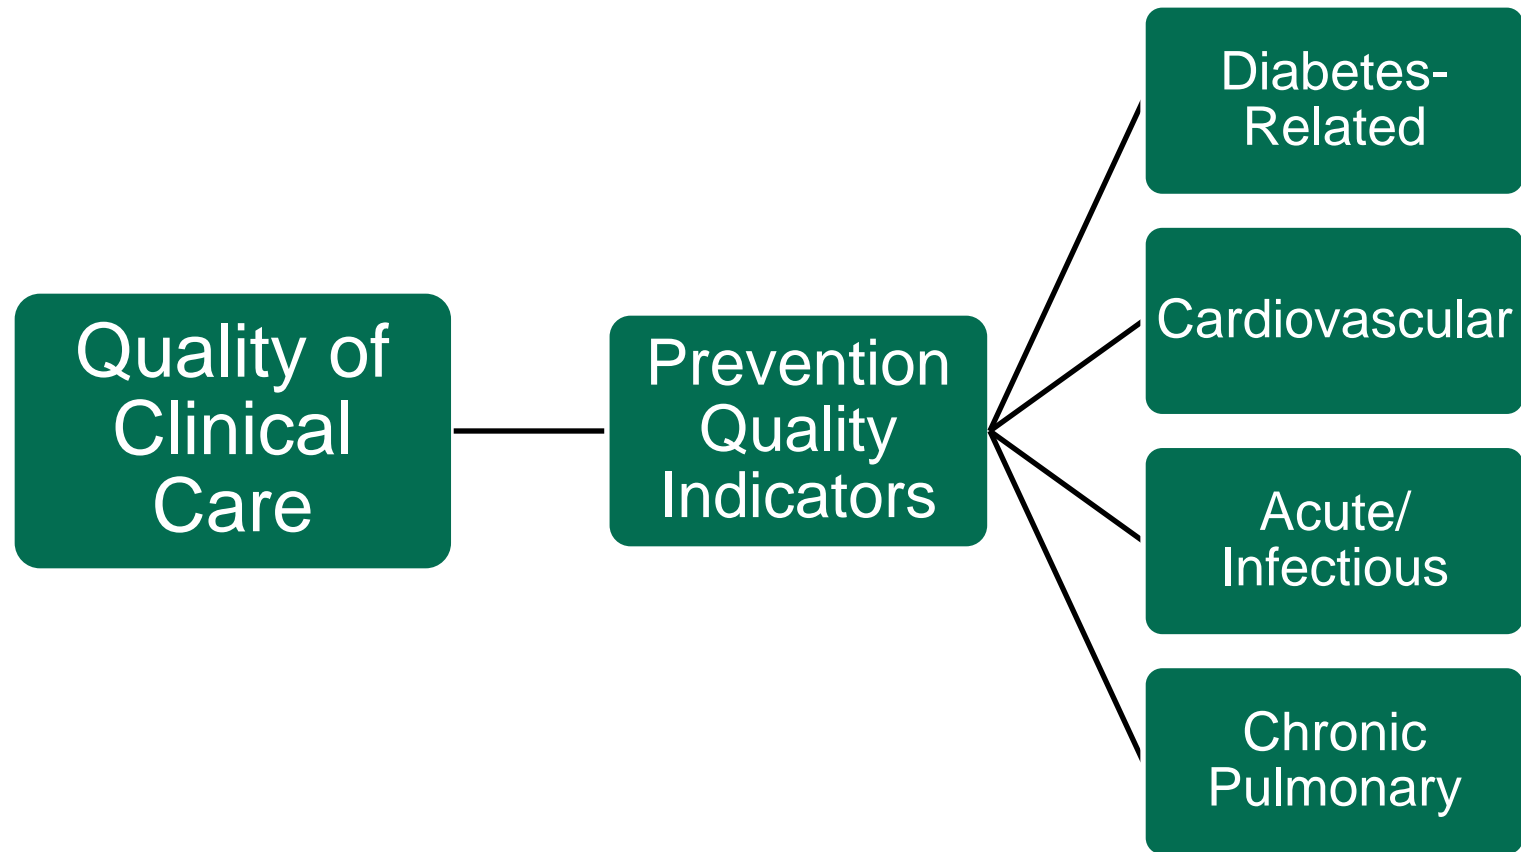 Quality of
Clinical
Care
Prevention
Quality
Indicators
Diabetes-
Related
Cardiovascular
Acute/
Infectious
Chronic
Pulmonary